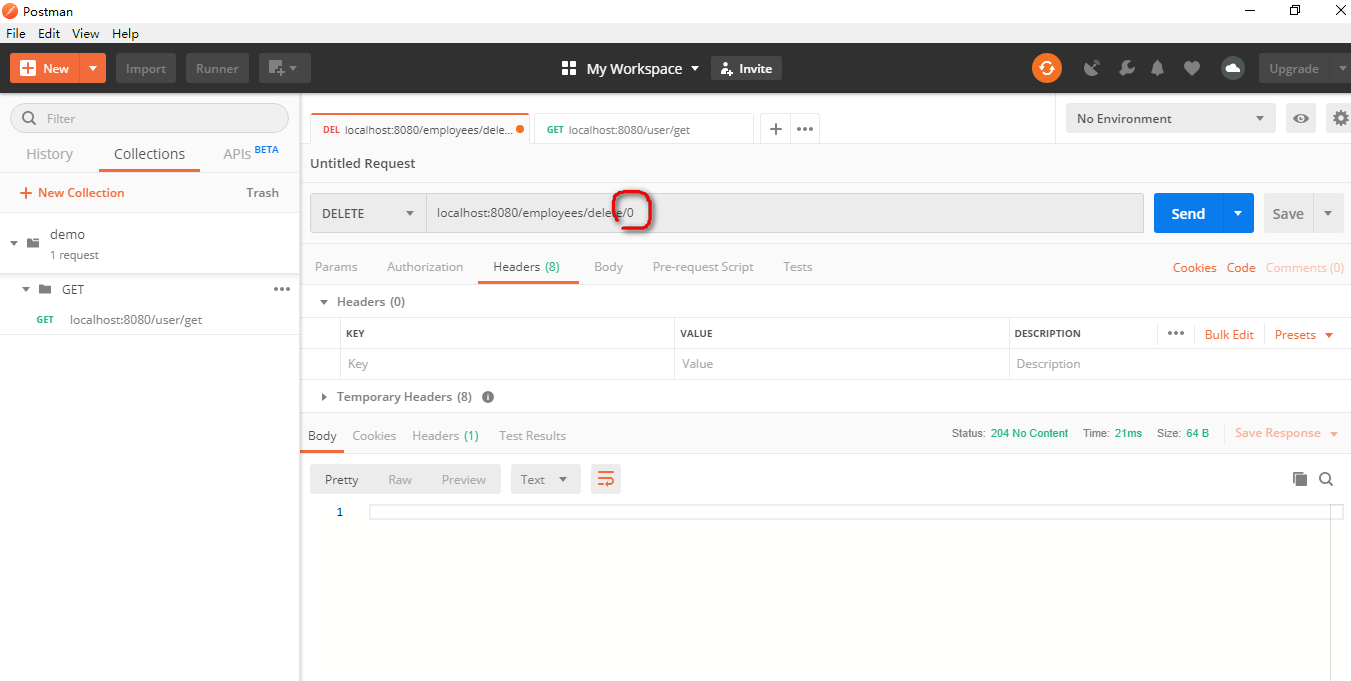 Postman
File Edit View Help
New Import Runner My Workspace Invite Upgrade
Filter
History Collections APIs BETA
New Collection Trash
demo
1 request
GET
GET localhost:8080/user/get
DEL localhost:8080/employees/dele... GET localhost:8080/user/get No Environment
Untitled Request
DELETE localhost:8080/employees/delete/0 Send Save
Params Authorization Headers (8) Body Pre-request Script Tests Cookies Code Comments (0)
Headers (0)
KEY VALUE DESCRIPTION Bulk Edit Presets
Key Value Description
Temporary Headers (8)
Body Cookies Headers (1) Test Results Status: 204 No Content Time: 21ms Size: 64 B Save Response
Pretty Raw Preview Text
1